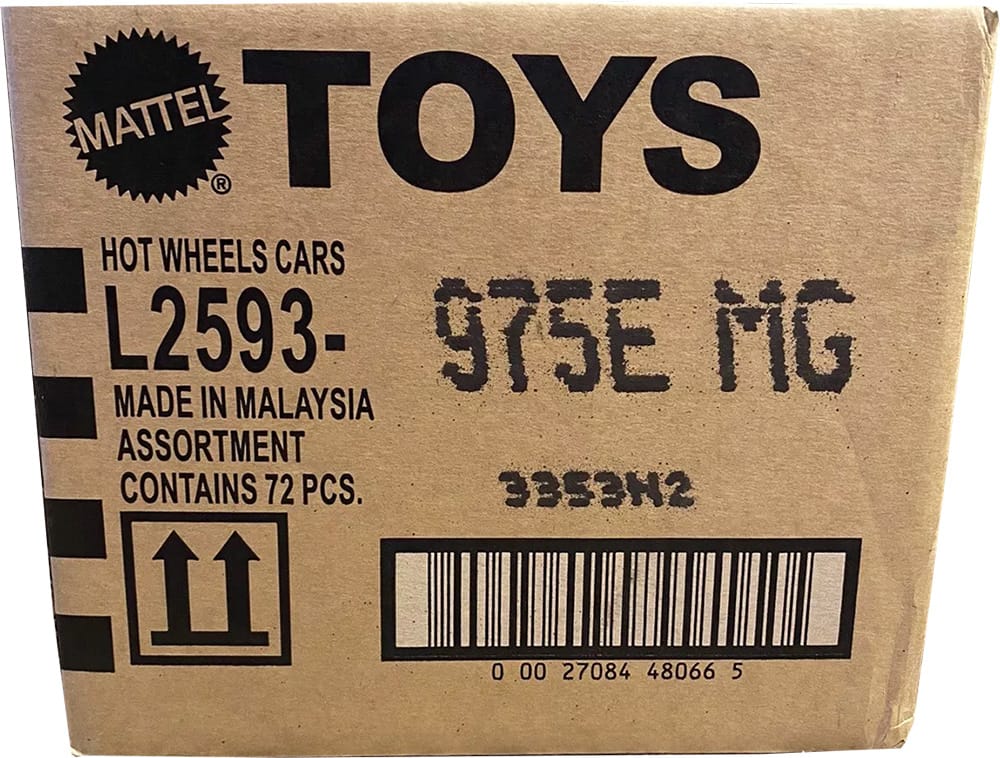 MATTEL® TOYS
HOT WHEELS CARS
L2593-
975E MG
MADE IN MALAYSIA
ASSORTMENT
CONTAINS 72 PCS.
3353H2
0 00 27084 48066 5